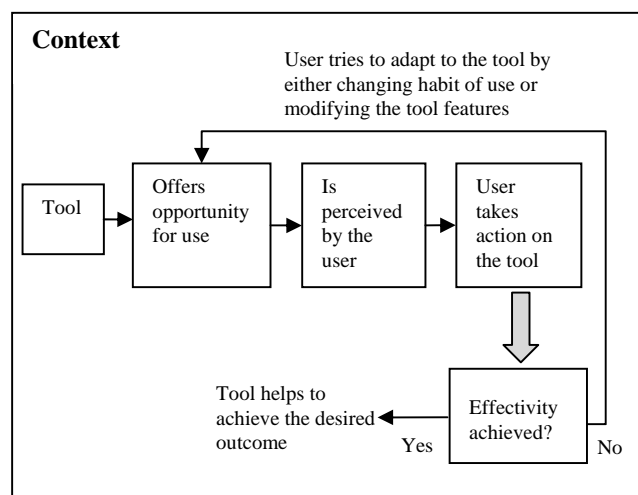 Context
User tries to adapt to the tool by
either changing habit of use or
modifying the tool features
Tool
Offers
opportunity
for use
Is
perceived
by the
user
User
takes
action on
the tool
Effectivity
achieved?
Tool helps to
achieve the desired
outcome
Yes
No